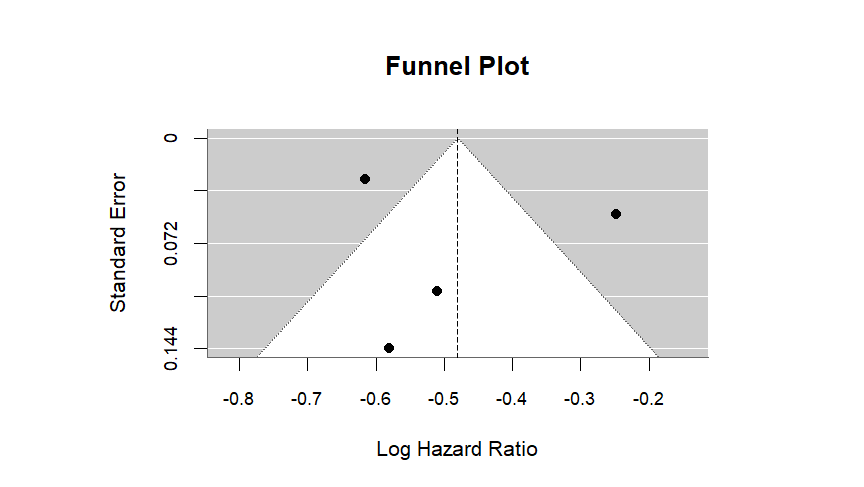 Funnel Plot
Standard Error
0
0.072
0.144
-0.8 -0.7 -0.6 -0.5 -0.4 -0.3 -0.2
Log Hazard Ratio